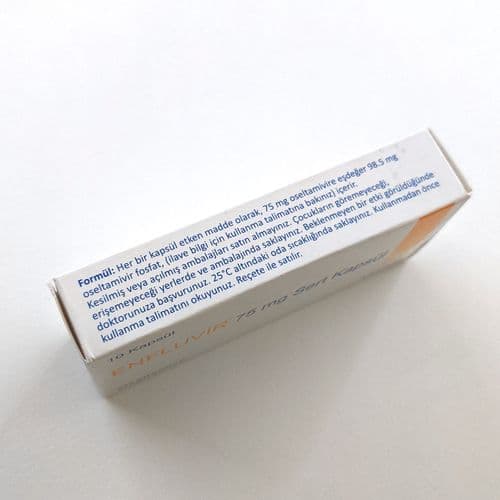 Formül: Her bir kapsül etken madde olarak, 75 mg oseltamivire eşdeğer 98.5 mg
oseltamivir fosfat, (ilave bilgi için kullanma talimatına bakınız) içerir.
Kesilmiş veya açılmış ambalajları satın almayınız. Çocukların göremeyeceği,
erişemeyeceği yerlerde ve ambalajında saklayınız. Beklenmeyen bir etki görüldüğünde
doktorunuza başvurunuz. 25°C altındaki oda sıcaklığında saklayınız. Kullanmadan önce
kullanma talimatını okuyunuz. Reçete ile satılır.
10 Kapsül
ENFLUVİR 75 mg Sert Kapsül